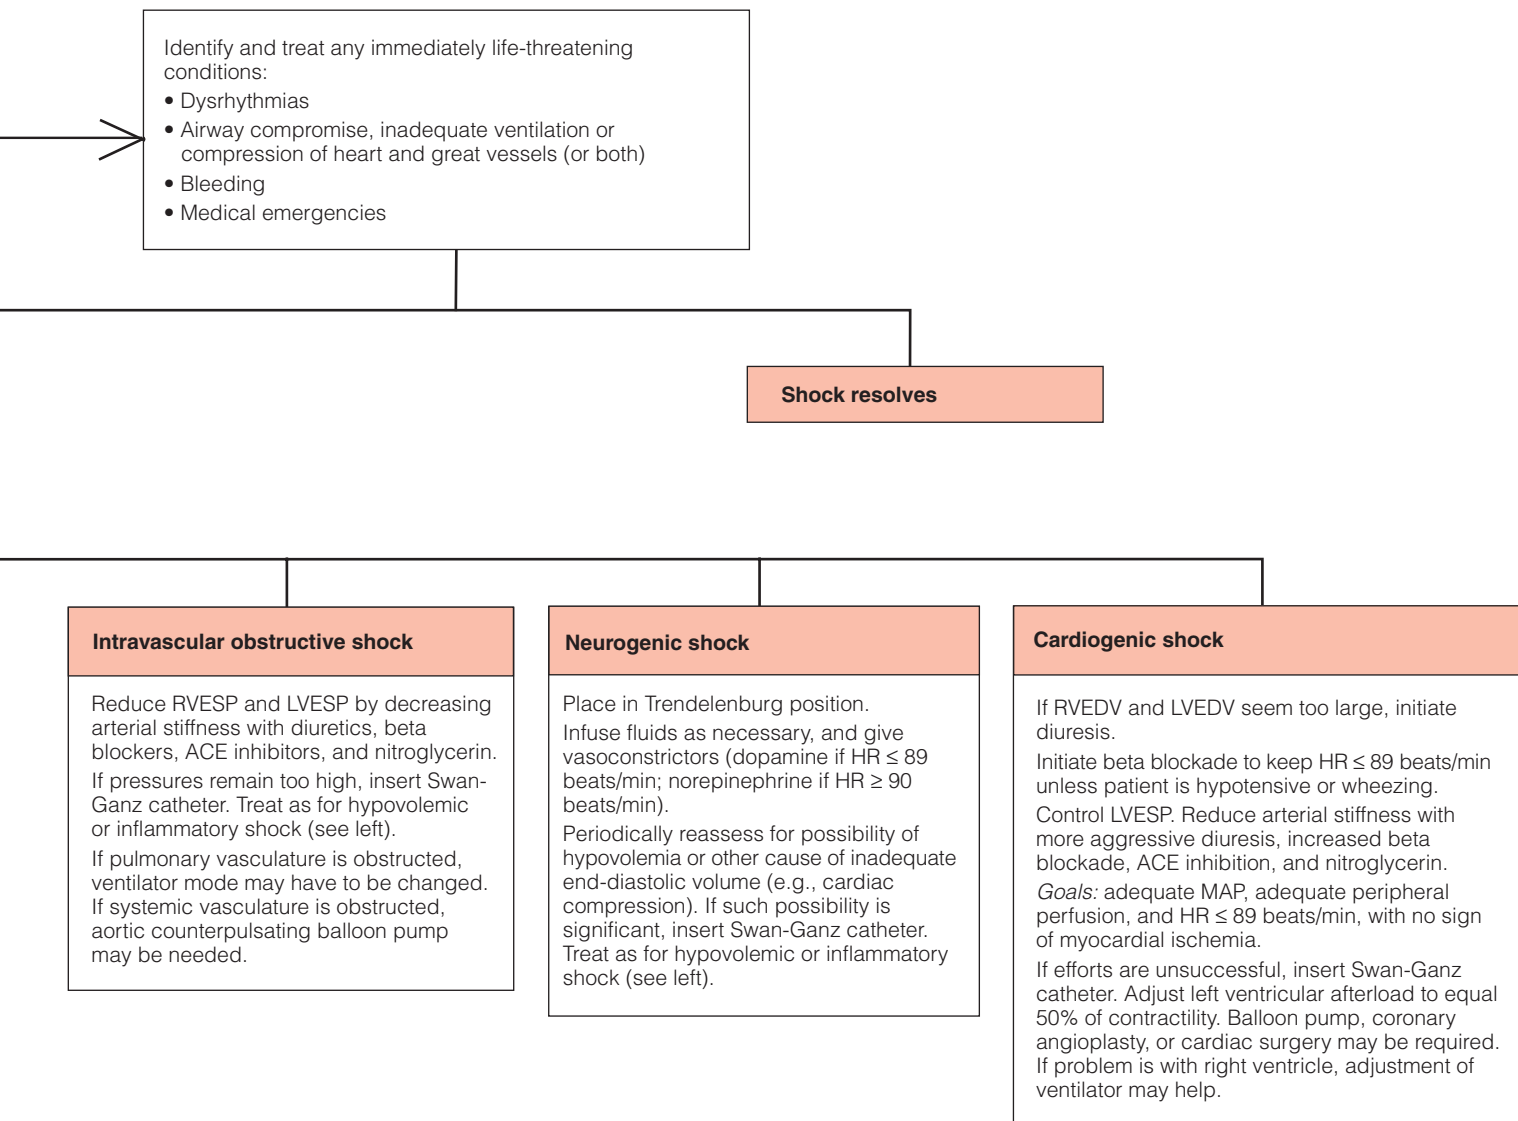 Identify and treat any immediately life-threatening
conditions:
• Dysrhythmias
• Airway compromise, inadequate ventilation or
compression of heart and great vessels (or both)
• Bleeding
• Medical emergencies
Shock resolves
Intravascular obstructive shock
Reduce RVESP and LVESP by decreasing
arterial stiffness with diuretics, beta
blockers, ACE inhibitors, and nitroglycerin.
If pressures remain too high, insert Swan-
Ganz catheter. Treat as for hypovolemic
or inflammatory shock (see left).
If pulmonary vasculature is obstructed,
ventilator mode may have to be changed.
If systemic vasculature is obstructed,
aortic counterpulsating balloon pump
may be needed.
Neurogenic shock
Place in Trendelenburg position.
Infuse fluids as necessary, and give
vasoconstrictors (dopamine if HR ≤ 89
beats/min; norepinephrine if HR ≥ 90
beats/min).
Periodically reassess for possibility of
hypovolemia or other cause of inadequate
end-diastolic volume (e.g., cardiac
compression). If such possibility is
significant, insert Swan-Ganz catheter.
Treat as for hypovolemic or inflammatory
shock (see left).
Cardiogenic shock
If RVEDV and LVEDV seem too large, initiate
diuresis.
Initiate beta blockade to keep HR ≤ 89 beats/min
unless patient is hypotensive or wheezing.
Control LVESP. Reduce arterial stiffness with
more aggressive diuresis, increased beta
blockade, ACE inhibition, and nitroglycerin.
Goals: adequate MAP, adequate peripheral
perfusion, and HR ≤ 89 beats/min, with no sign
of myocardial ischemia.
If efforts are unsuccessful, insert Swan-Ganz
catheter. Adjust left ventricular afterload to equal
50% of contractility. Balloon pump, coronary
angioplasty, or cardiac surgery may be required.
If problem is with right ventricle, adjustment of
ventilator may help.